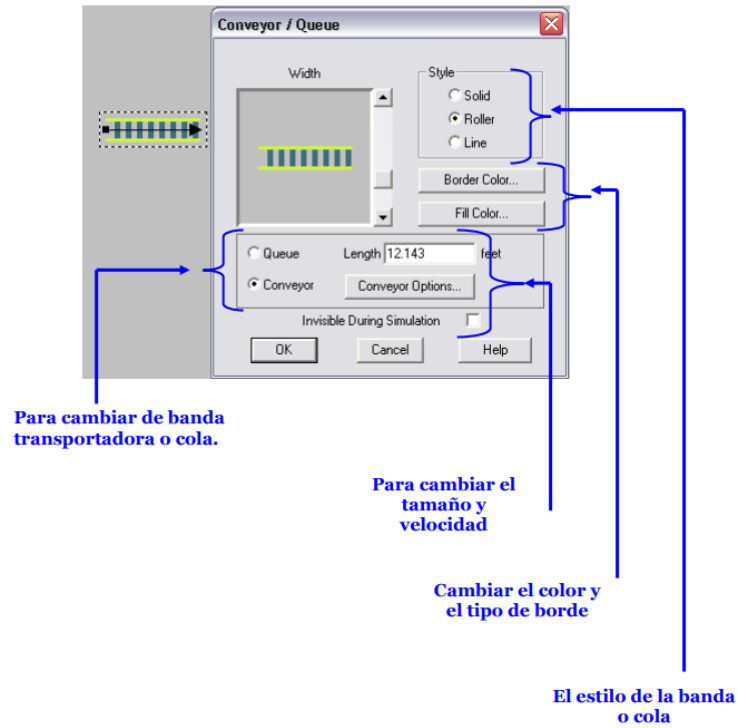 Conveyor / Queue
Width
Style
Solid
Roller
Line
Border Color...
Fill Color...
Queue
Length 12.143 feet
Conveyor
Conveyor Options...
Invisible During Simulation
OK
Cancel
Help
Para cambiar de banda
transportadora o cola.
Para cambiar el
tamaño y
velocidad
Cambiar el color y
el tipo de borde
El estilo de la banda
o cola